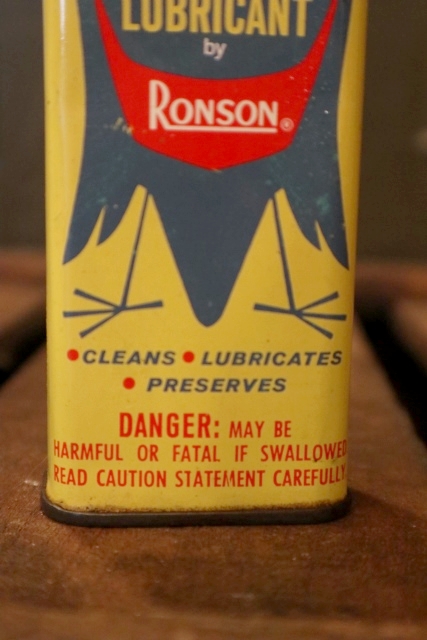 LUBRICANT
by
RONSON®
• CLEANS • LUBRICATES
• PRESERVES
DANGER: MAY BE
HARMFUL OR FATAL IF SWALLOWED
READ CAUTION STATEMENT CAREFULLY